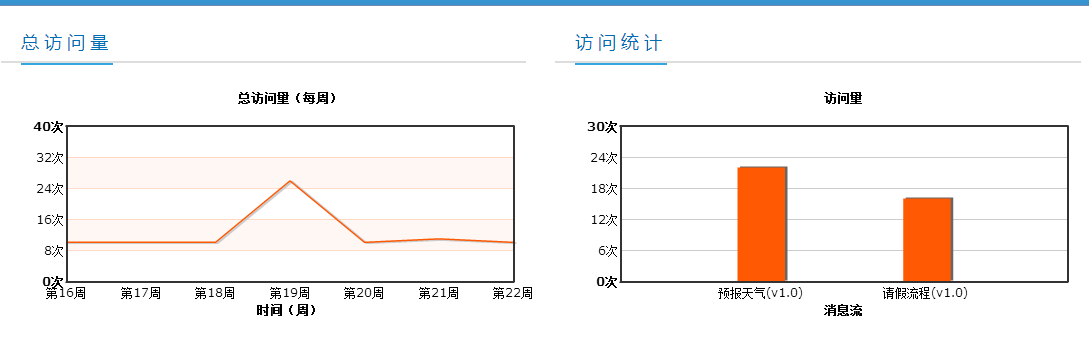 总访问量
访问统计
总访问量（每周）
40次
32次
24次
16次
8次
0次
第16周 第17周 第18周 第19周 第20周 第21周 第22周
时间（周）
访问量
30次
24次
18次
12次
6次
0次
预报天气(v1.0) 请假流程(v1.0)
消息流